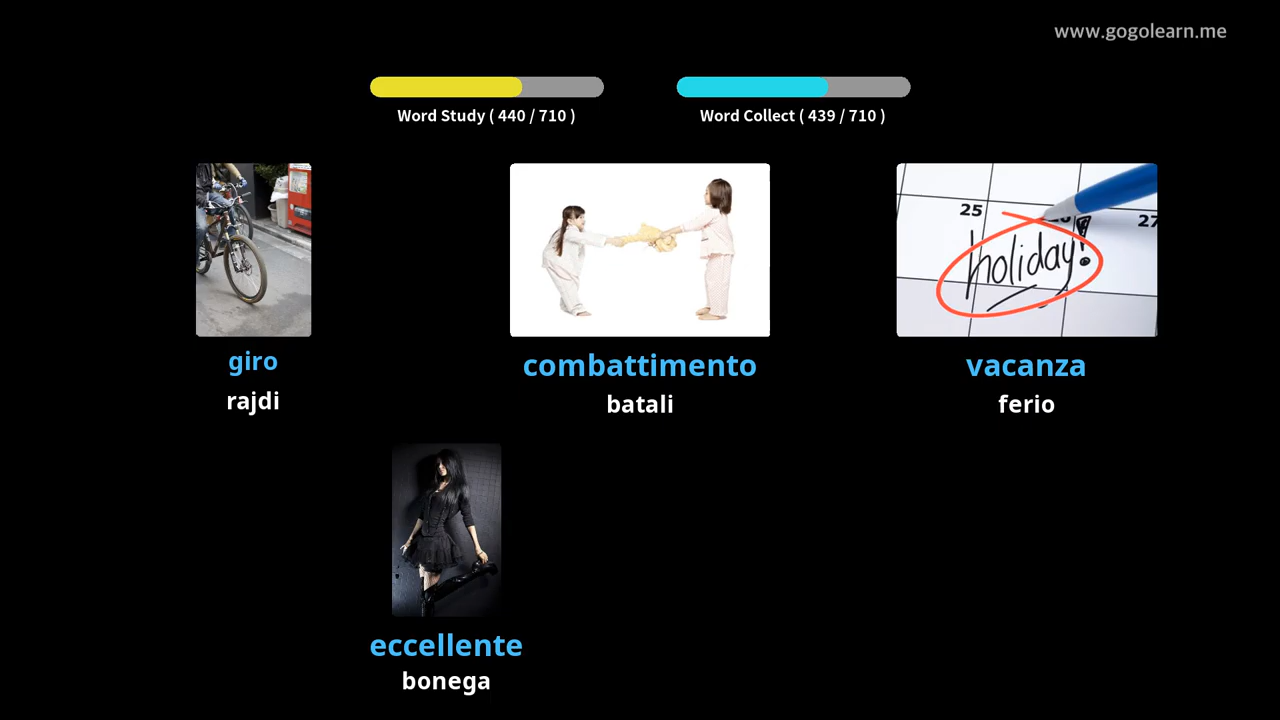 www.gogolearn.me
Word Study ( 440 / 710 )
Word Collect ( 439 / 710 )
25
27
holiday!
giro
combattimento
vacanza
rajdi
batali
ferio
eccellente
bonega